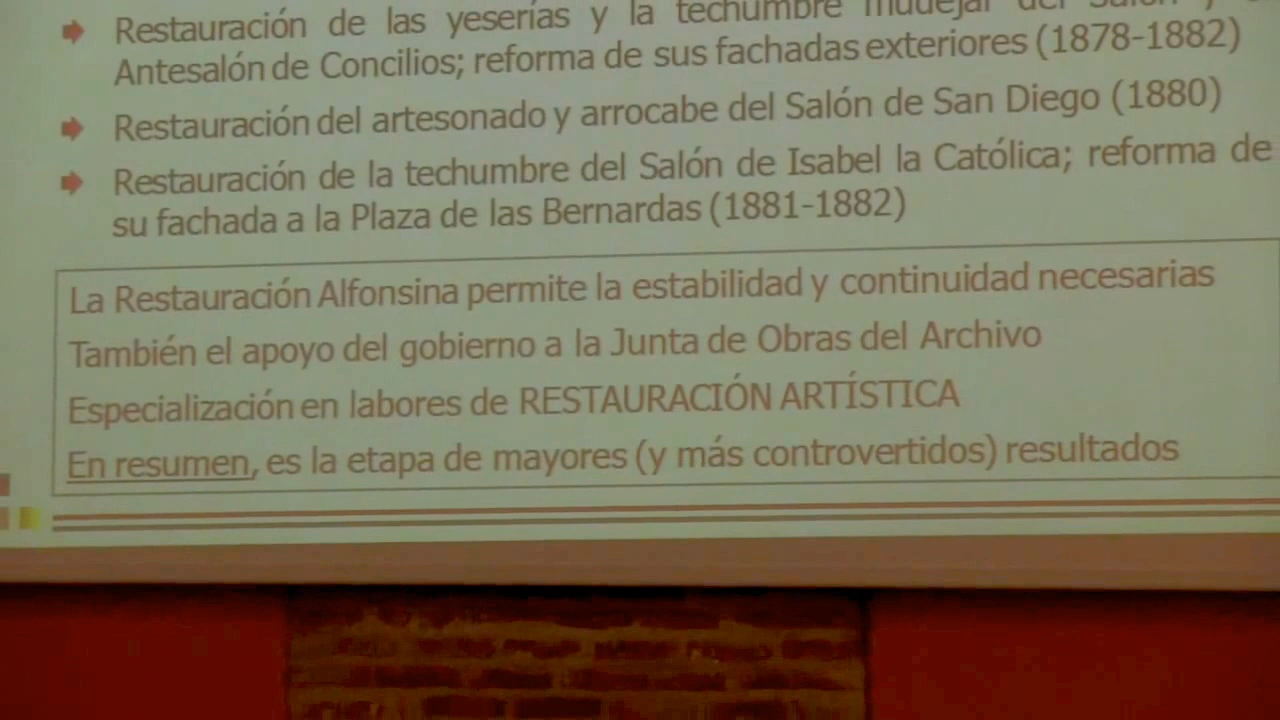 Restauración de las yeserías y la techumbre mudéjar del Salón y
Antesalón de Concilios; reforma de sus fachadas exteriores (1878-1882)
Restauración del artesonado y arrocabe del Salón de San Diego (1880)
Restauración de la techumbre del Salón de Isabel la Católica; reforma de
su fachada a la Plaza de las Bernardas (1881-1882)
La Restauración Alfonsina permite la estabilidad y continuidad necesarias
También el apoyo del gobierno a la Junta de Obras del Archivo
Especialización en labores de RESTAURACIÓN ARTÍSTICA
En resumen, es la etapa de mayores (y más controvertidos) resultados